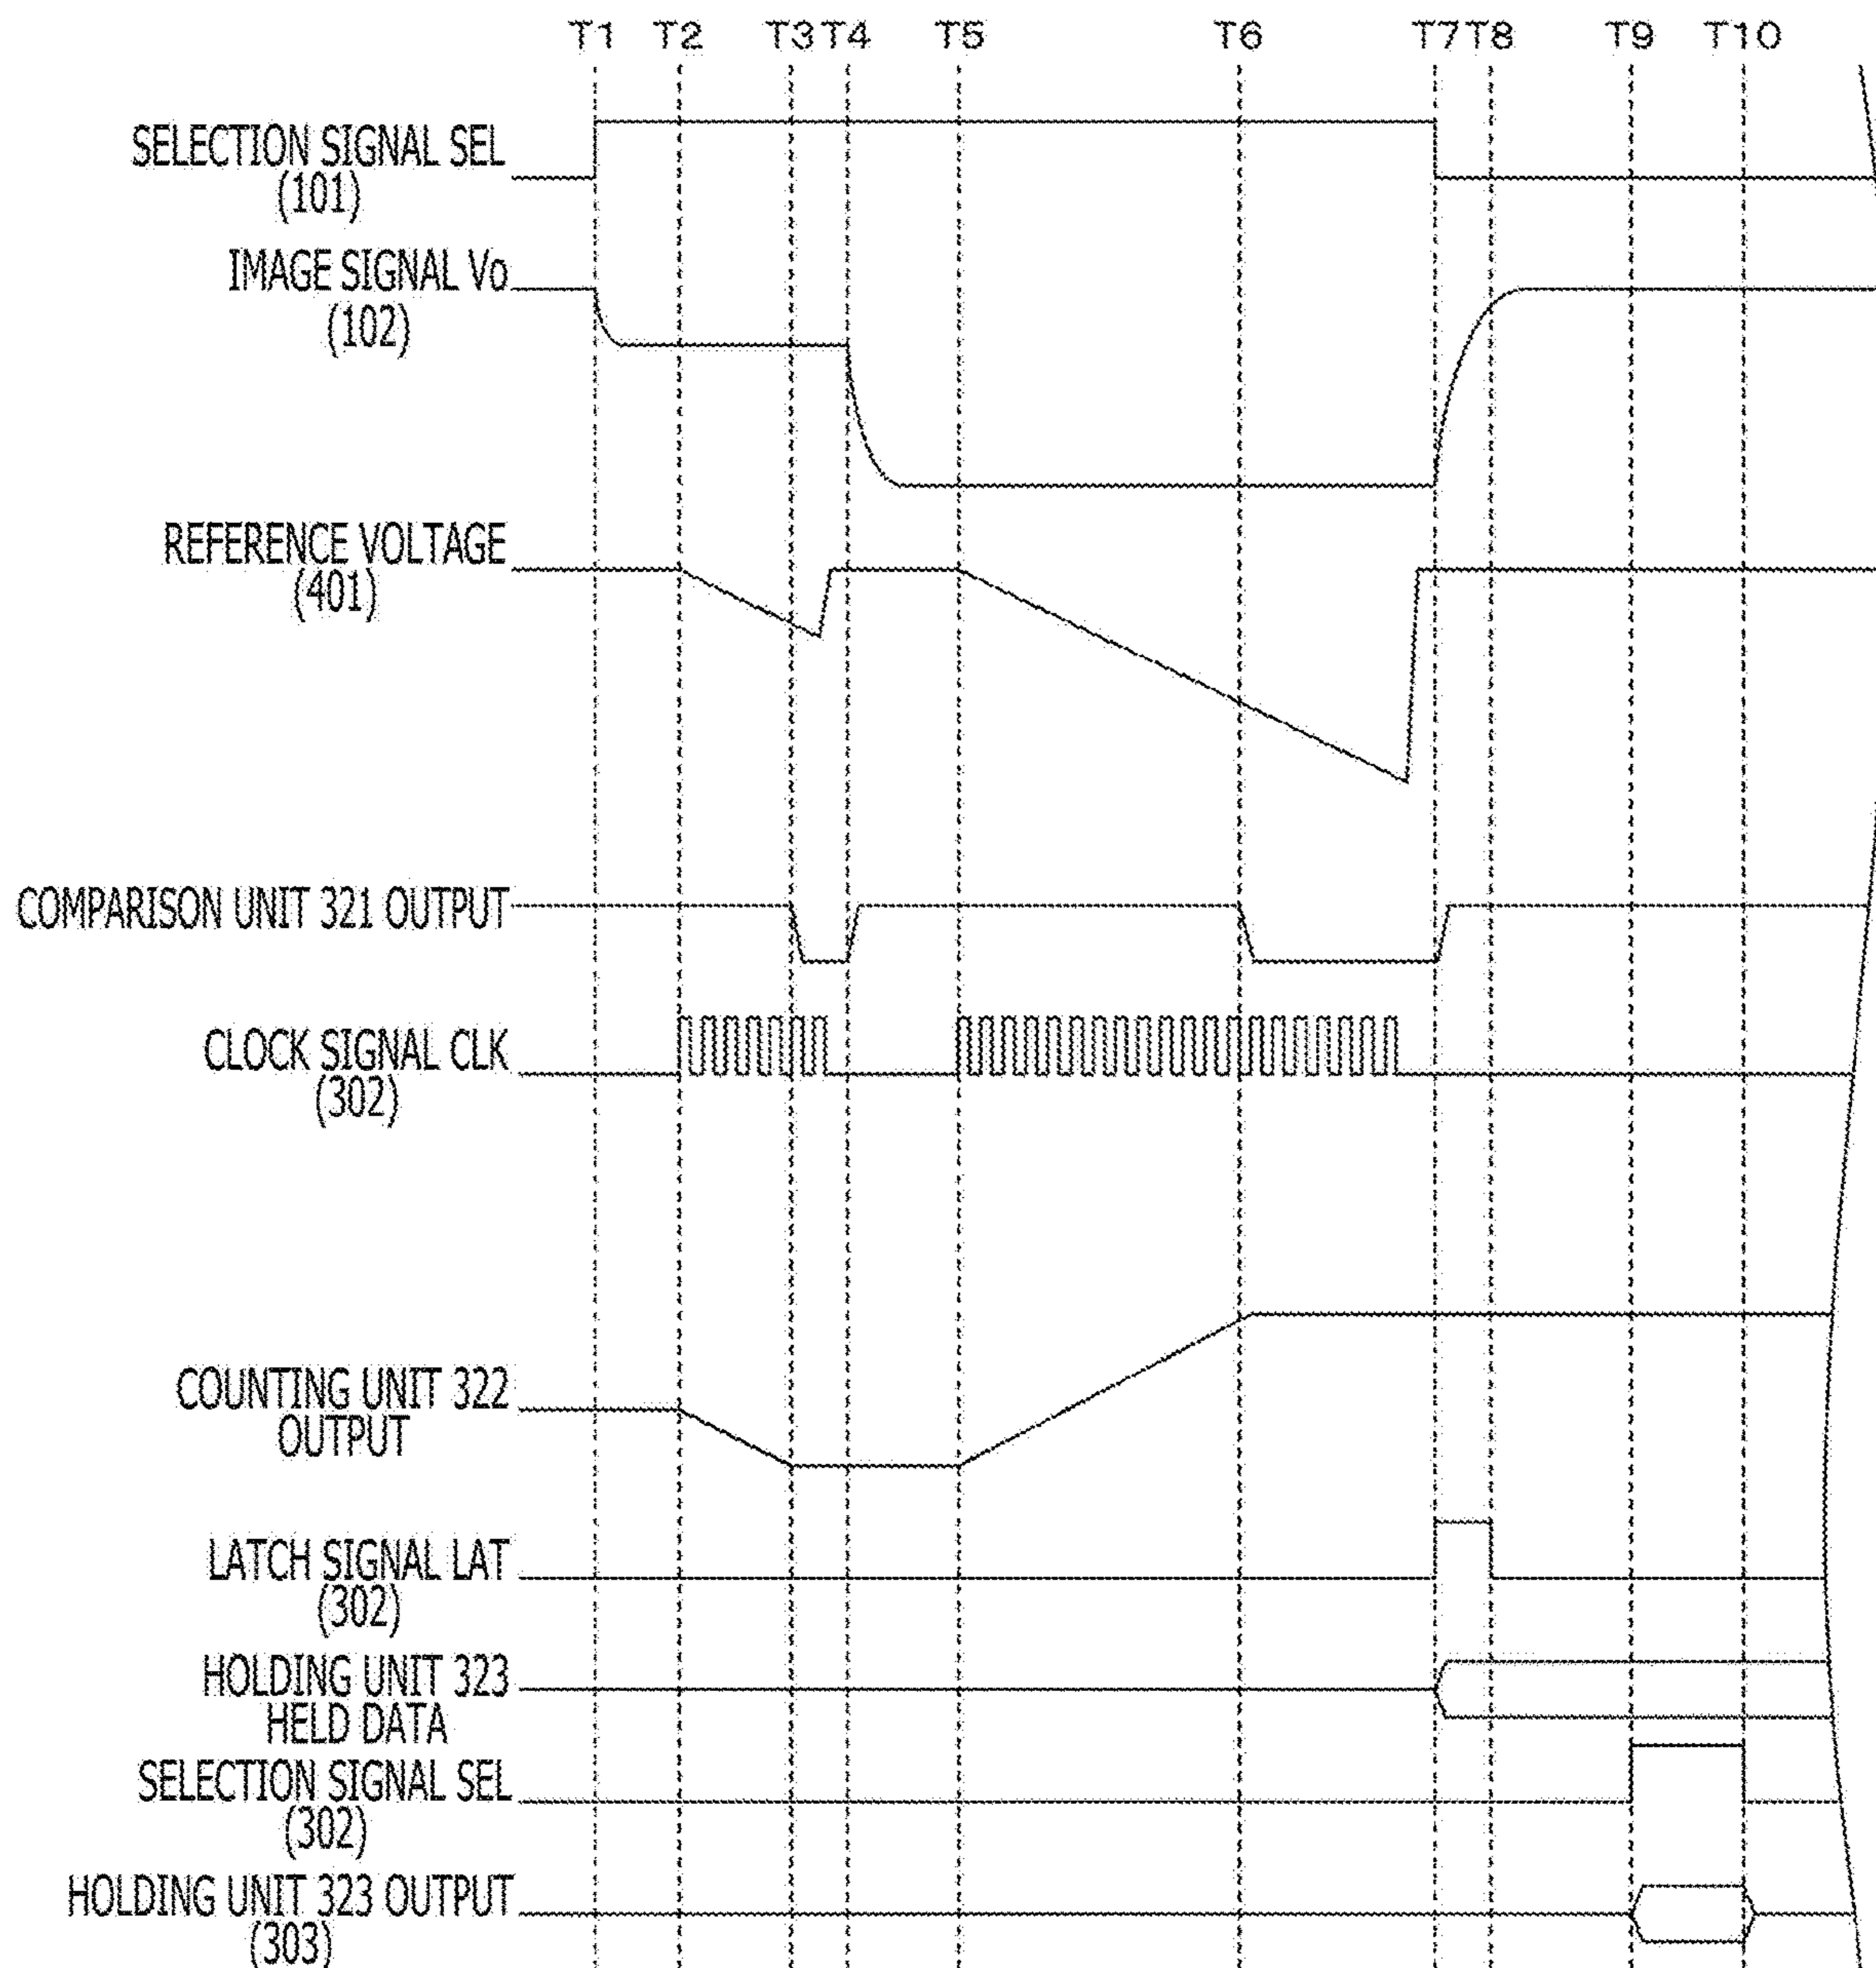 T1 T2 T3 T4 T5 T6 T7 T8 T9 T10
SELECTION SIGNAL SEL
(101)
IMAGE SIGNAL Vo
(102)
REFERENCE VOLTAGE
(401)
COMPARISON UNIT 321 OUTPUT
CLOCK SIGNAL CLK
(302)
COUNTING UNIT 322
OUTPUT
LATCH SIGNAL LAT
(302)
HOLDING UNIT 323
HELD DATA
SELECTION SIGNAL SEL
(302)
HOLDING UNIT 323 OUTPUT
(303)